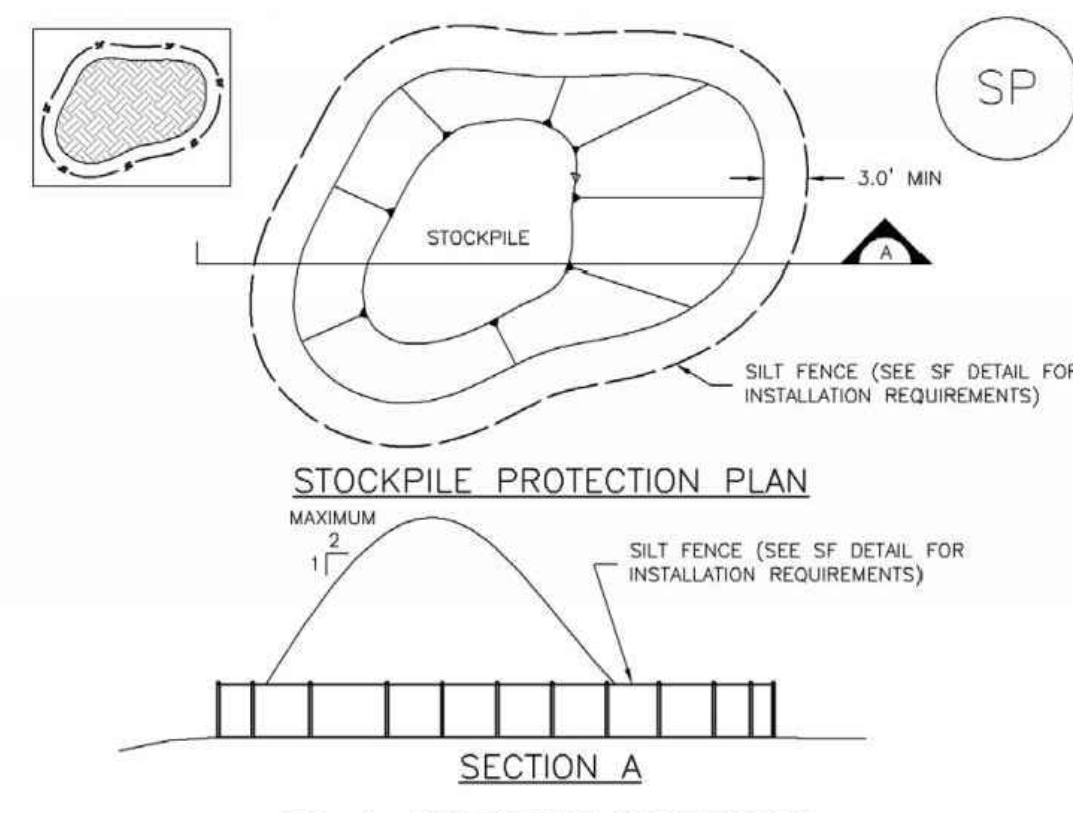 SP
3.0' MIN
STOCKPILE
A
SILT FENCE (SEE SF DETAIL FOR
INSTALLATION REQUIREMENTS)
STOCKPILE PROTECTION PLAN
MAXIMUM
2
1
SILT FENCE (SEE SF DETAIL FOR
INSTALLATION REQUIREMENTS)
SECTION A